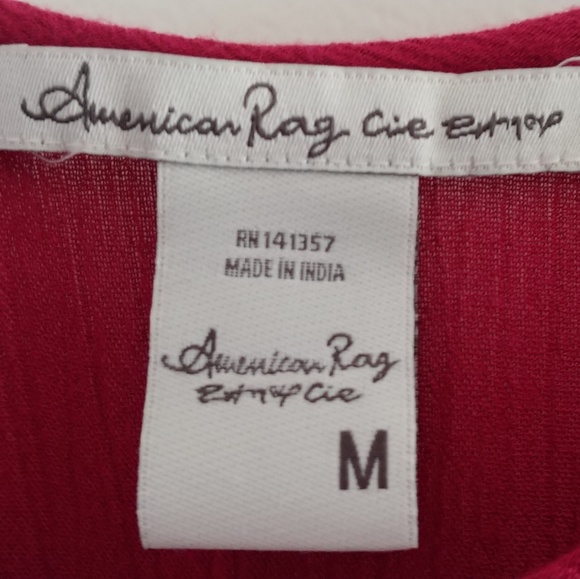 American Rag Cie
RN 141357
MADE IN INDIA
American Rag
Cie
M